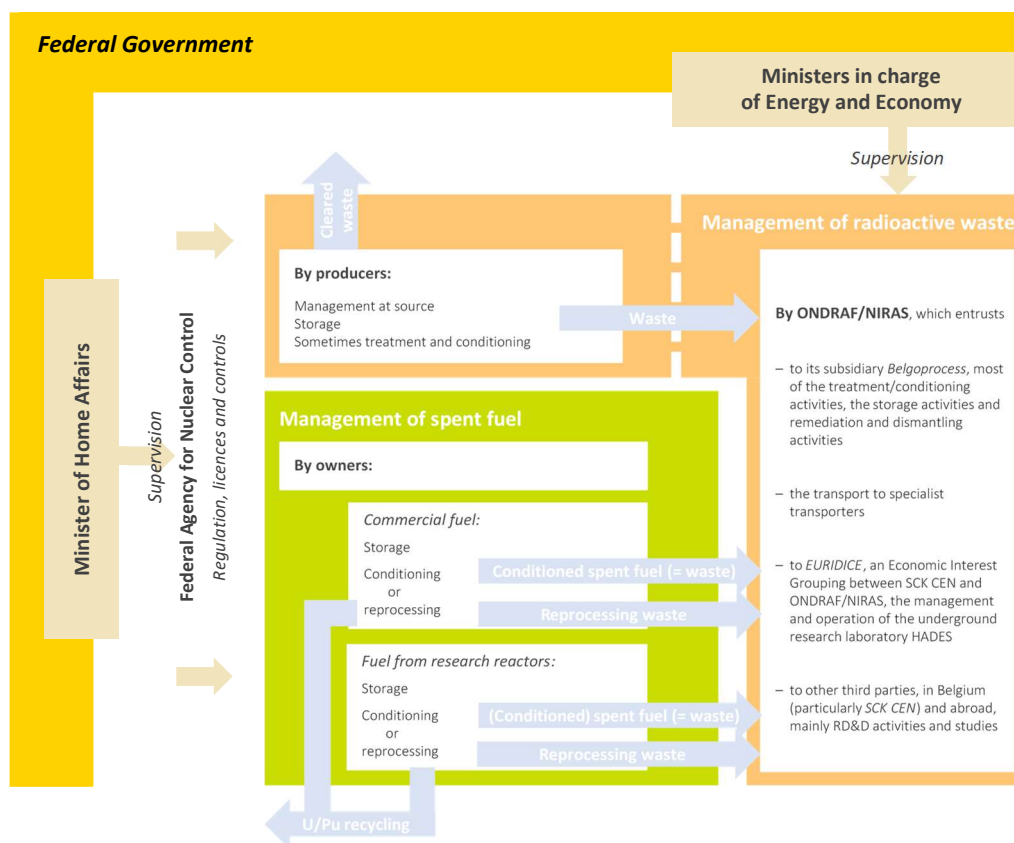 Federal Government
Ministers in charge
of Energy and Economy
Supervision
Minister of Home Affairs
Supervision
Federal Agency for Nuclear Control
Regulation, licences and controls
Cleared
waste
By producers:
Management at source
Storage
Sometimes treatment and conditioning
Waste
Management of radioactive waste
By ONDRAF/NIRAS, which entrusts
– to its subsidiary Belgoprocess, most
of the treatment/conditioning
activities, the storage activities and
remediation and dismantling
activities
– the transport to specialist
transporters
– to EURIDICE, an Economic Interest
Grouping between SCK CEN and
ONDRAF/NIRAS, the management
and operation of the underground
research laboratory HADES
– to other third parties, in Belgium
(particularly SCK CEN) and abroad,
mainly RD&D activities and studies
Management of spent fuel
By owners:
Commercial fuel:
Storage
Conditioning
or
reprocessing
Conditioned spent fuel (= waste)
Reprocessing waste
Fuel from research reactors:
Storage
Conditioning
or
reprocessing
(Conditioned) spent fuel (= waste)
Reprocessing waste
U/Pu recycling